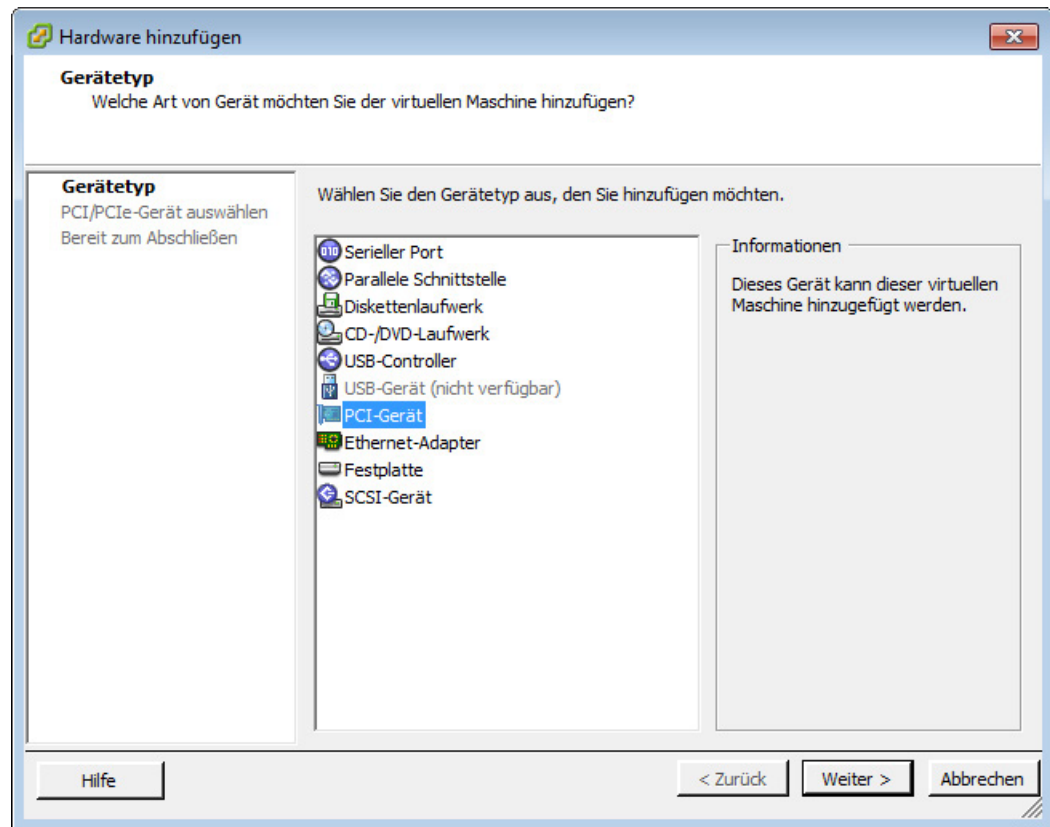 Hardware hinzufügen
Gerätetyp
Welche Art von Gerät möchten Sie der virtuellen Maschine hinzufügen?
Gerätetyp
PCI/PCIe-Gerät auswählen
Bereit zum Abschließen
Wählen Sie den Gerätetyp aus, den Sie hinzufügen möchten.
Serieller Port
Parallele Schnittstelle
Diskettenlaufwerk
CD-/DVD-Laufwerk
USB-Controller
USB-Gerät (nicht verfügbar)
PCI-Gerät
Ethernet-Adapter
Festplatte
SCSI-Gerät
Informationen
Dieses Gerät kann dieser virtuellen
Maschine hinzugefügt werden.
Hilfe
< Zurück
Weiter >
Abbrechen